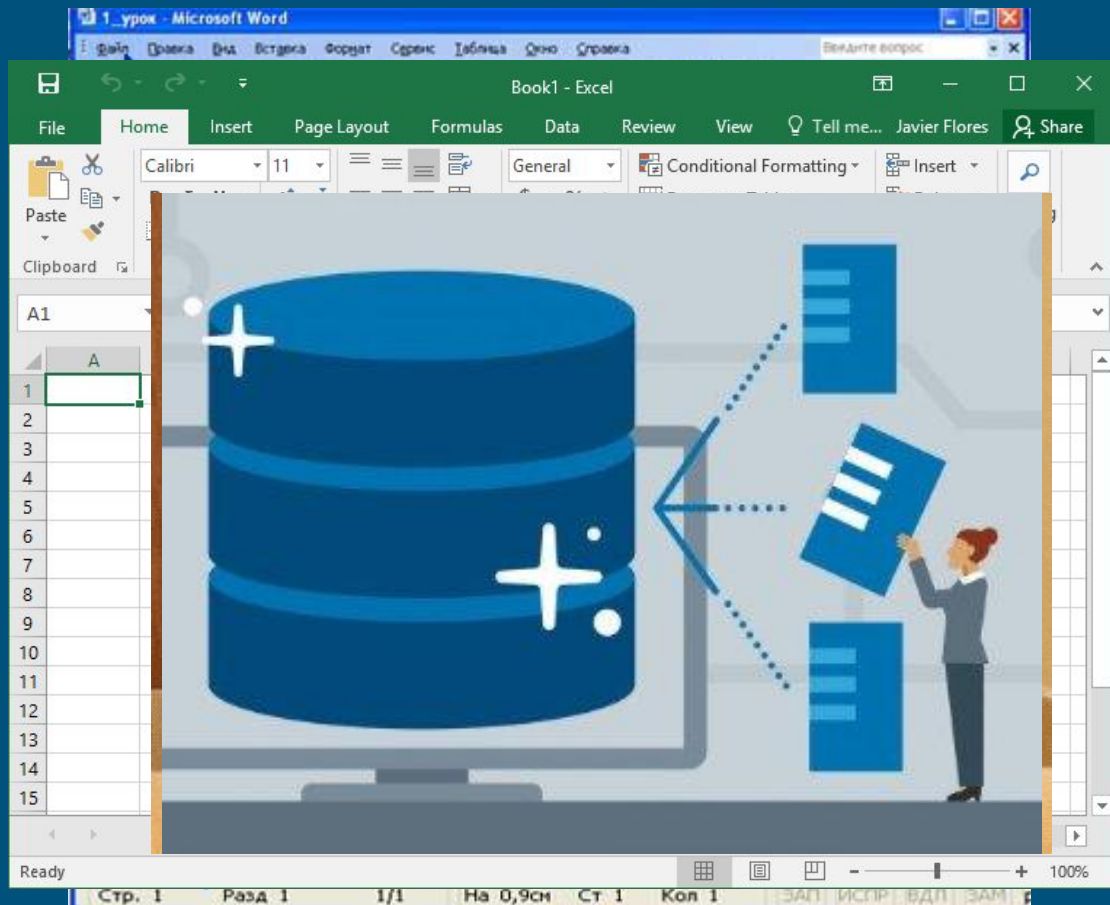 1_урок - Microsoft Word
Файл Правка Вид Вставка Формат Сервис Таблица Окно Справка Введите вопрос
Book1 - Excel
File Home Insert Page Layout Formulas Data Review View Tell me... Javier Flores Share
Calibri 11 General Conditional Formatting Insert
Paste
Clipboard
A1
A
1
2
3
4
5
6
7
8
9
10
11
12
13
14
15
Ready 100%
Стр. 1 Разд 1 1/1 На 0,9см Ст 1 Кол 1 ЗАП ИСПР ВДЛ ЗАМ